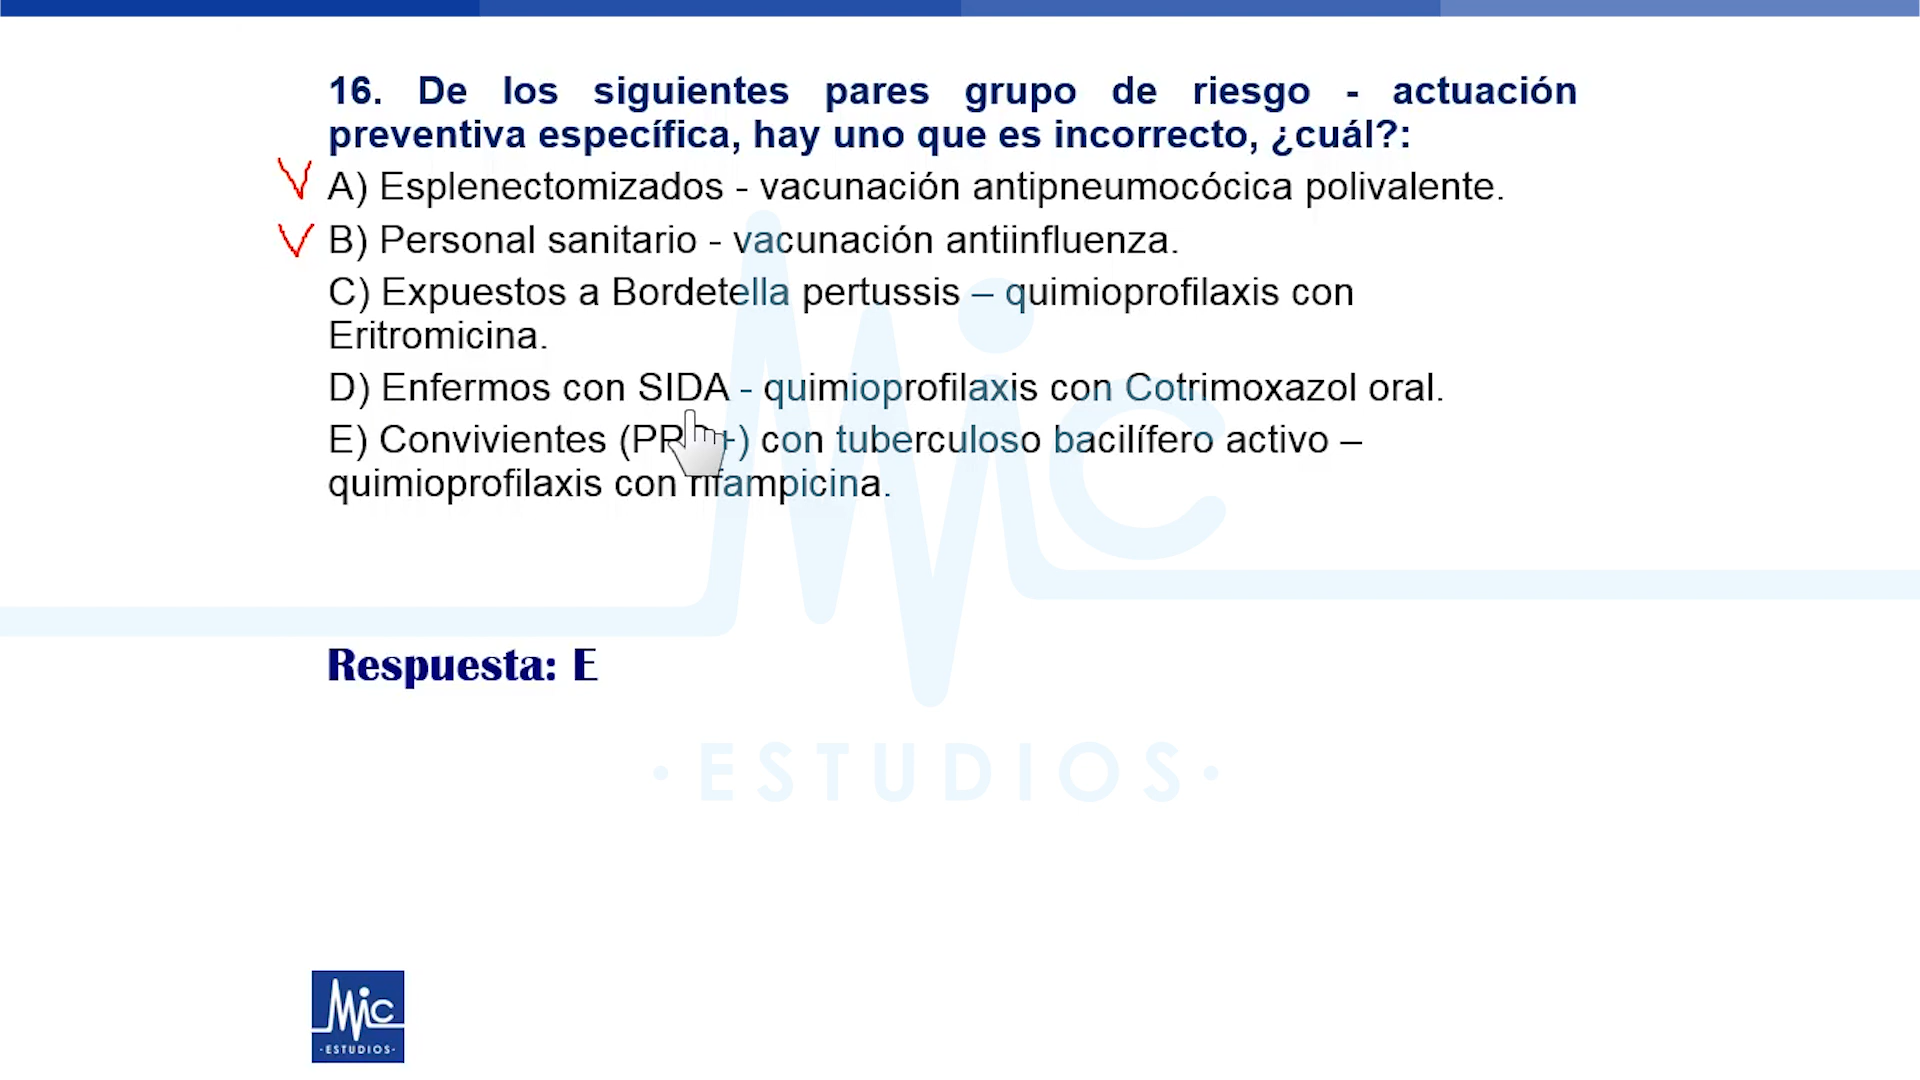 16. De los siguientes pares grupo de riesgo - actuación
preventiva específica, hay uno que es incorrecto, ¿cuál?:
V A) Esplenectomizados - vacunación antipneumocócica polivalente.
V B) Personal sanitario - vacunación antiinfluenza.
C) Expuestos a Bordetella pertussis – quimioprofilaxis con
Eritromicina.
D) Enfermos con SIDA - quimioprofilaxis con Cotrimoxazol oral.
E) Convivientes con tuberculoso bacilífero activo –
quimioprofilaxis con rifampicina.
Mic
Respuesta: E
· ESTUDIOS ·
Mic
·ESTUDIOS·